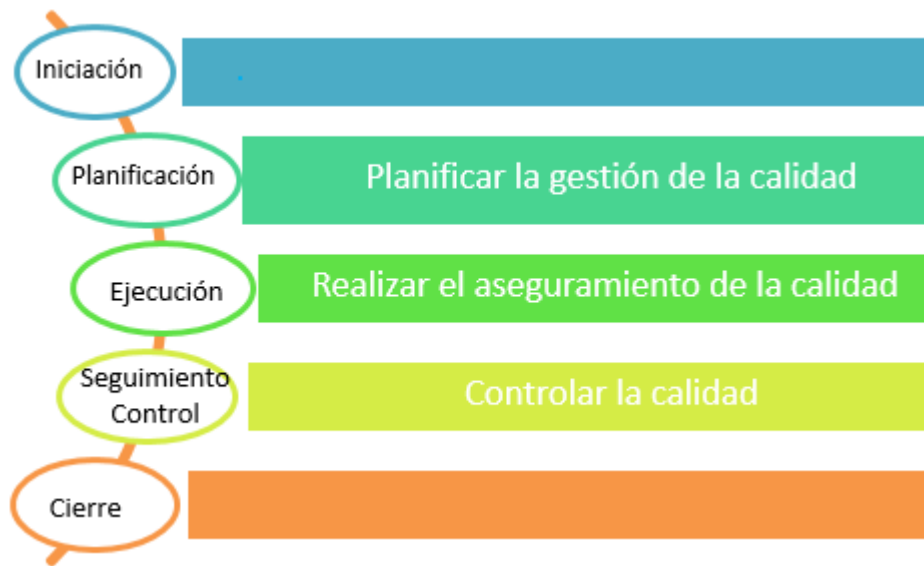 Iniciación
Planificación
Planificar la gestión de la calidad
Ejecución
Realizar el aseguramiento de la calidad
Seguimiento
Control
Controlar la calidad
Cierre